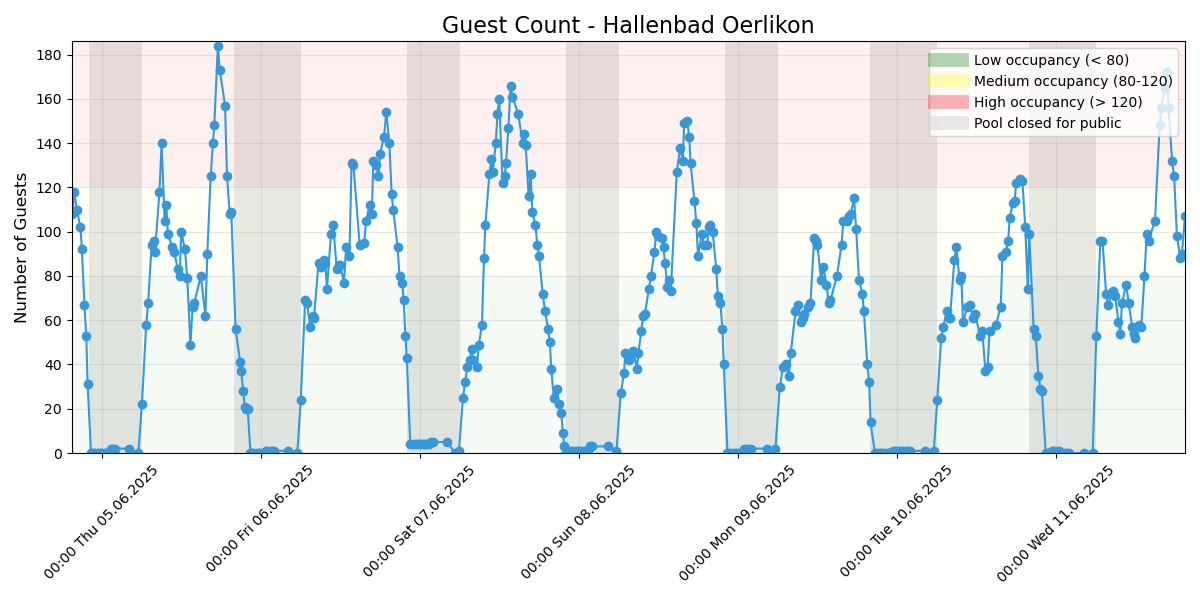 Guest Count - Hallenbad Oerlikon
Number of Guests
180
160
140
120
100
80
60
40
20
0
Low occupancy (< 80)
Medium occupancy (80-120)
High occupancy (> 120)
Pool closed for public
00:00 Thu 05.06.2025
00:00 Fri 06.06.2025
00:00 Sat 07.06.2025
00:00 Sun 08.06.2025
00:00 Mon 09.06.2025
00:00 Tue 10.06.2025
00:00 Wed 11.06.2025